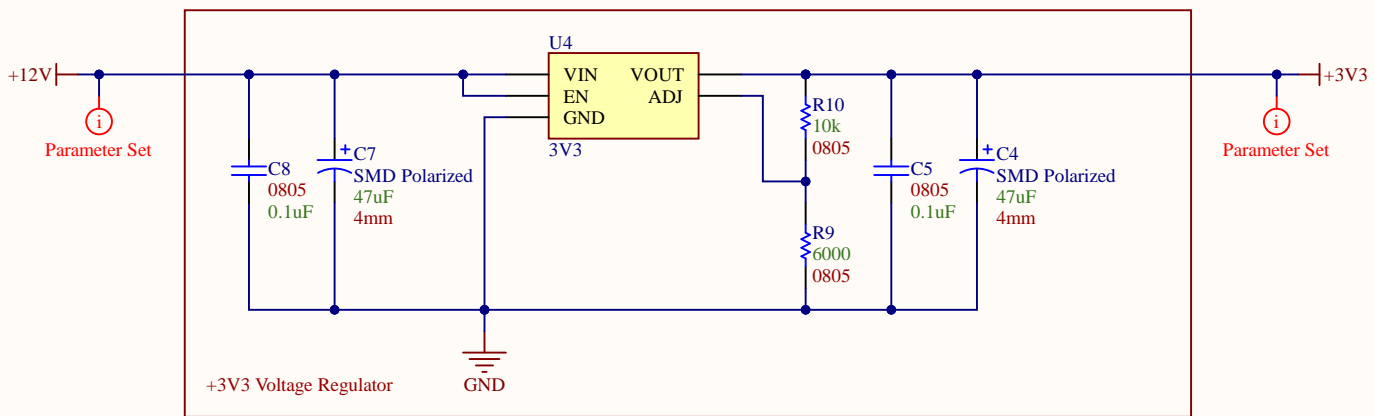 U4
+12V
VIN
VOUT
+3V3
EN
ADJ
GND
R10
10k
0805
3V3
i
Parameter Set
i
Parameter Set
C8
0805
0.1uF
+
C7
SMD Polarized
47uF
4mm
C5
0805
0.1uF
+
C4
SMD Polarized
47uF
4mm
R9
6000
0805
+3V3 Voltage Regulator
GND